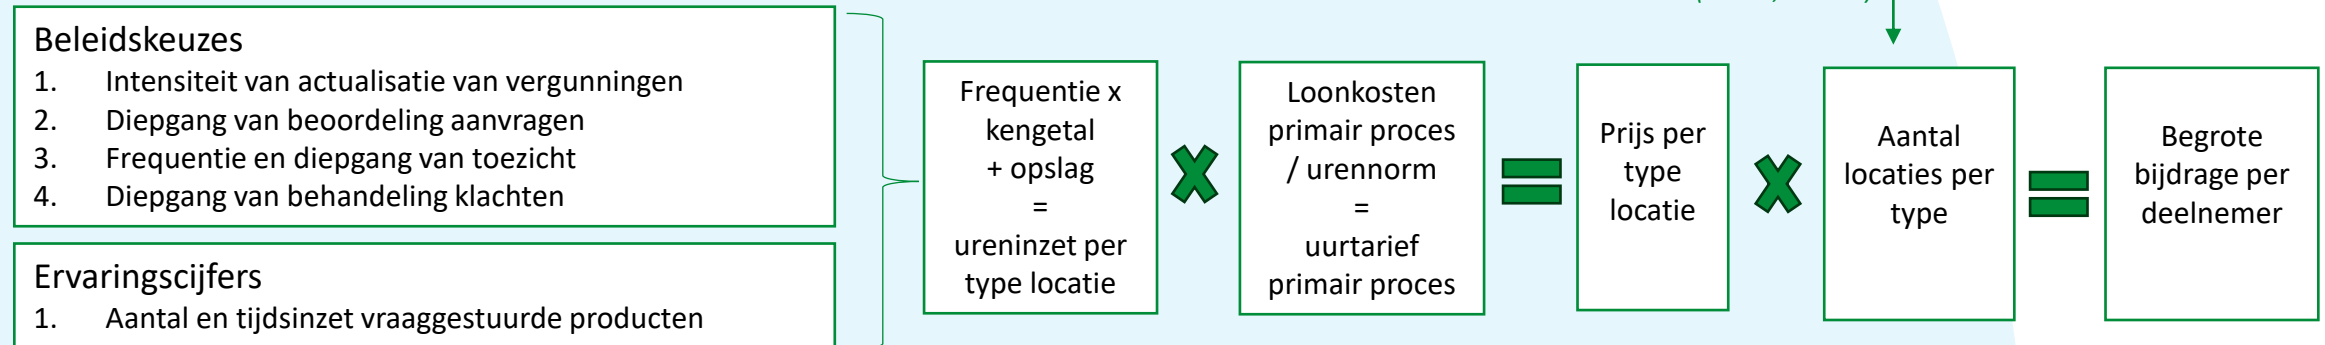 Beleidskeuzes
1. Intensiteit van actualisatie van vergunningen
2. Diepgang van beoordeling aanvragen
3. Frequentie en diepgang van toezicht
4. Diepgang van behandeling klachten
Ervaringscijfers
1. Aantal en tijdsinzet vraaggestuurde producten
Frequentie x
kengetal
+ opslag
=
ureninzet per
type locatie
Loonkosten
primair proces
/ urennorm
=
uurtarief
primair proces
Prijs per
type
locatie
Aantal
locaties per
type
Begrote
bijdrage per
deelnemer